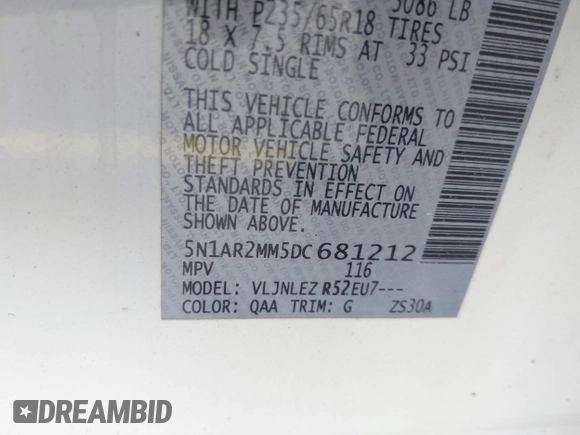 5086 LB
WITH P235/65R18 TIRES
18 X 7.5 RIMS AT 33 PSI
COLD SINGLE
THIS VEHICLE CONFORMS TO
ALL APPLICABLE FEDERAL
MOTOR VEHICLE SAFETY AND
THEFT PREVENTION
STANDARDS IN EFFECT ON
THE DATE OF MANUFACTURE
SHOWN ABOVE.
5N1AR2MM5DC681212
MPV 116
MODEL: VLJNLEZ R52EU7---
COLOR: QAA TRIM: G ZS30A
DREAMBID